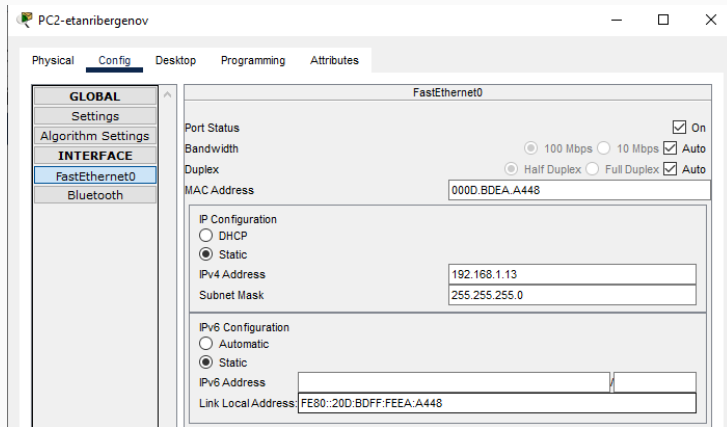 PC2-etanribergenov
Physical Config Desktop Programming Attributes
GLOBAL
Settings
Algorithm Settings
INTERFACE
FastEthernet0
Bluetooth
FastEthernet0
Port Status On
Bandwidth 100 Mbps 10 Mbps Auto
Duplex Half Duplex Full Duplex Auto
MAC Address 000D.BDEA.A448
IP Configuration
DHCP
Static
IPv4 Address 192.168.1.13
Subnet Mask 255.255.255.0
IPv6 Configuration
Automatic
Static
IPv6 Address /
Link Local Address: FE80::20D:BDFF:FEEA:A448